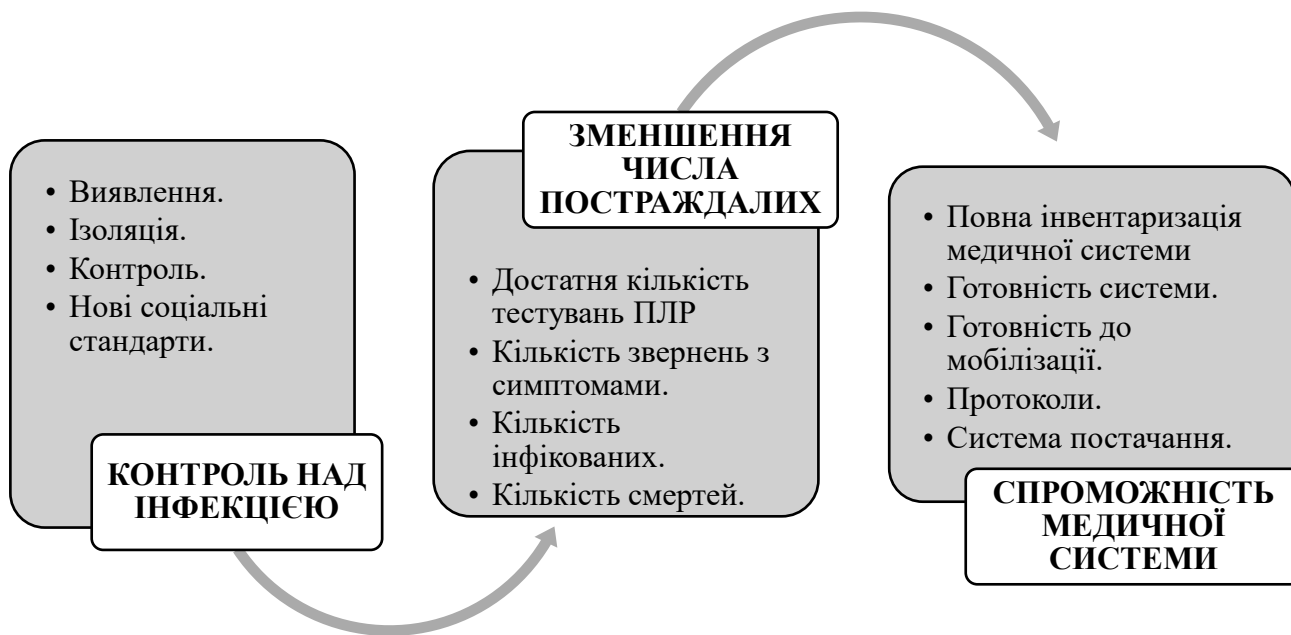 • Виявлення.
• Ізоляція.
• Контроль.
• Нові соціальні
стандарти.
КОНТРОЛЬ НАД
ІНФЕКЦІЄЮ
ЗМЕНШЕННЯ
ЧИСЛА
ПОСТРАЖДАЛИХ
• Достатня кількість
тестувань ПЛР
• Кількість звернень з
симптомами.
• Кількість
інфікованих.
• Кількість смертей.
• Повна інвентаризація
медичної системи
• Готовність системи.
• Готовність до
мобілізації.
• Протоколи.
• Система постачання.
СПРОМОЖНІСТЬ
МЕДИЧНОЇ
СИСТЕМИ